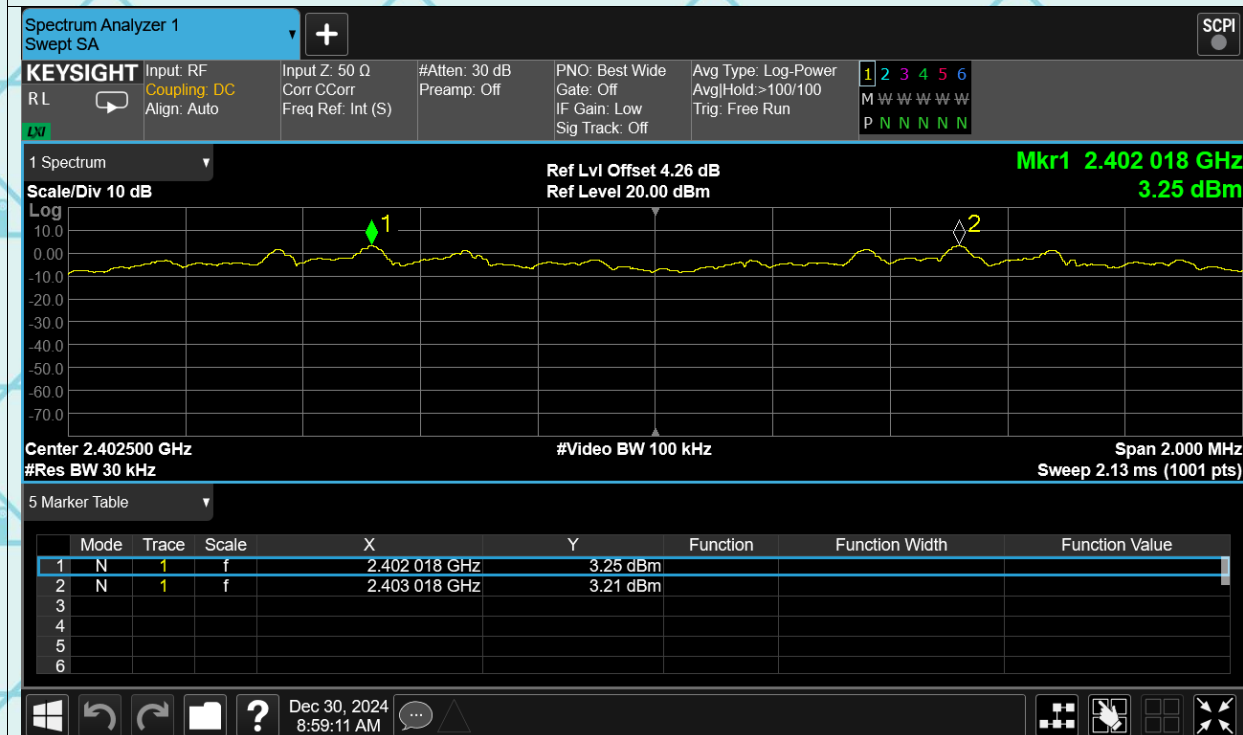 Spectrum Analyzer 1
Swept SA
+
SCPI
KEYSIGHT
RL
LXI
Input: RF
Coupling: DC
Align: Auto
Input Z: 50 Ω
Corr CCorr
Freq Ref: Int (S)
#Atten: 30 dB
Preamp: Off
PNO: Best Wide
Gate: Off
IF Gain: Low
Sig Track: Off
Avg Type: Log-Power
Avg|Hold:>100/100
Trig: Free Run
1 2 3 4 5 6
M W W W W W
P N N N N N
1 Spectrum
Scale/Div 10 dB
Ref Lvl Offset 4.26 dB
Ref Level 20.00 dBm
Mkr1 2.402 018 GHz
3.25 dBm
Log
10.0
0.00
-10.0
-20.0
-30.0
-40.0
-50.0
-60.0
-70.0
1
2
Center 2.402500 GHz
#Video BW 100 kHz
Span 2.000 MHz
#Res BW 30 kHz
Sweep 2.13 ms (1001 pts)
5 Marker Table
Mode Trace Scale X Y Function Function Width Function Value
1 N 1 f 2.402 018 GHz 3.25 dBm
2 N 1 f 2.403 018 GHz 3.21 dBm
3
4
5
6
?
Dec 30, 2024
8:59:11 AM